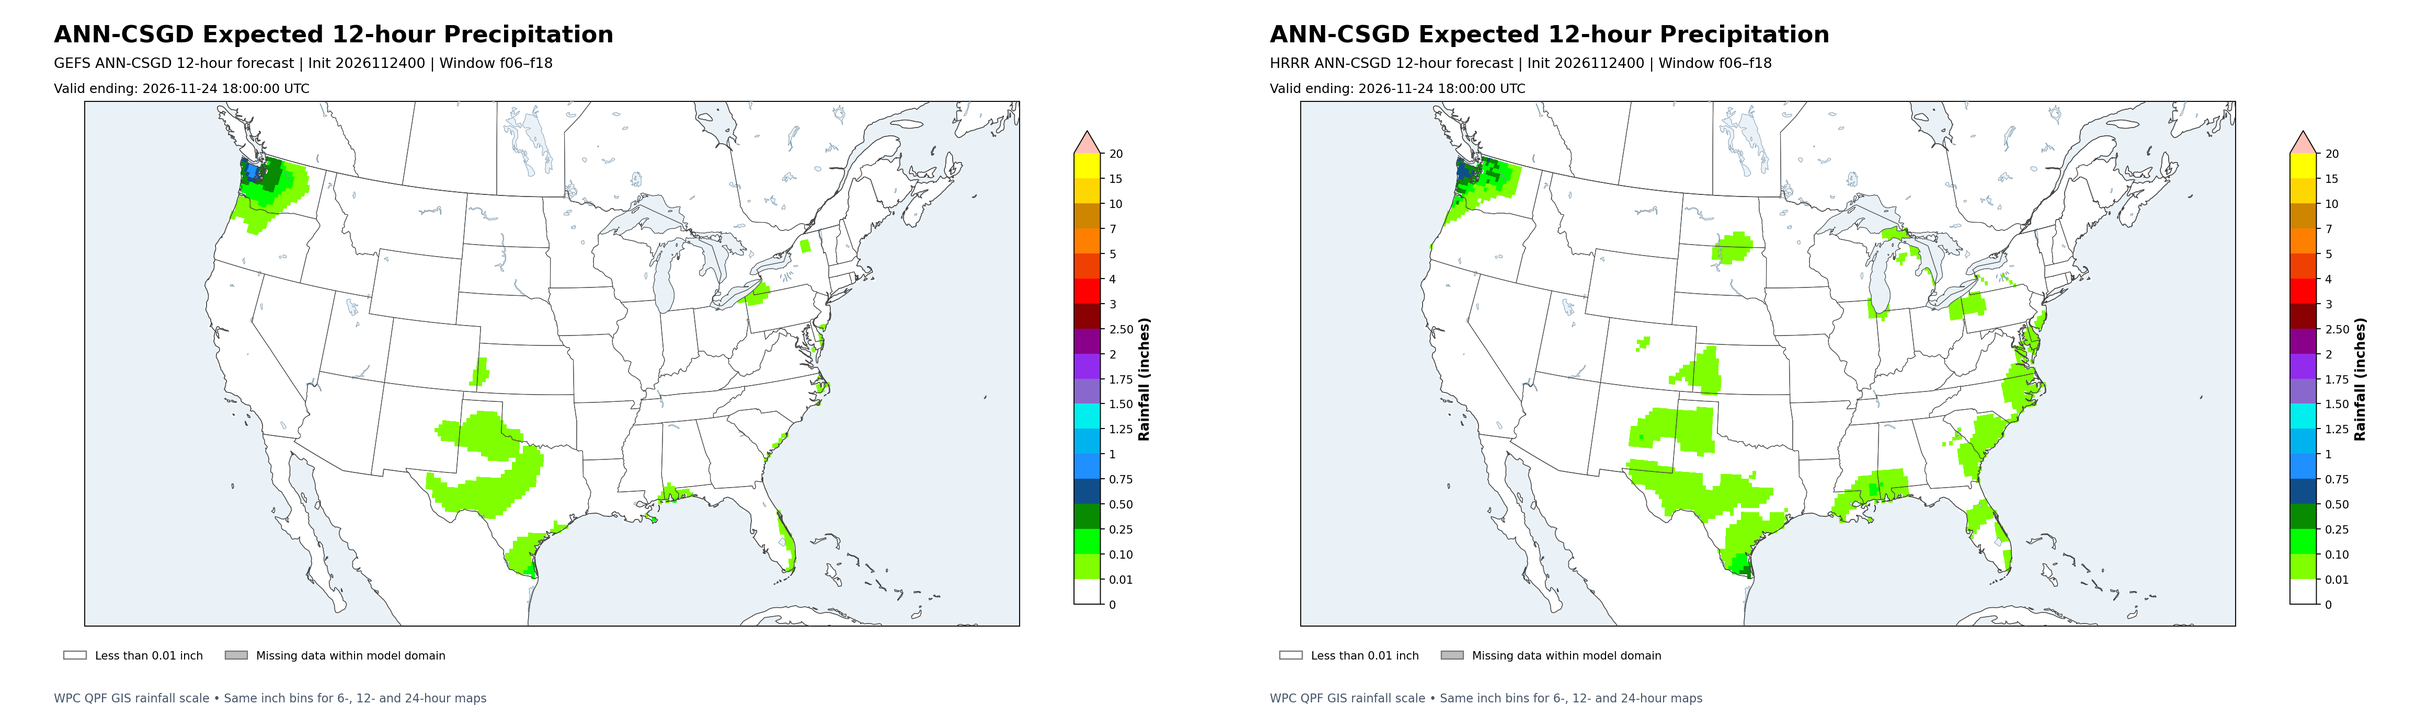 ANN-CSGD Expected 12-hour Precipitation
GEFS ANN-CSGD 12-hour forecast | Init 2026112400 | Window f06–f18
Valid ending: 2026-11-24 18:00:00 UTC
20
15
10
7
5
4
3
2.50
2
1.75
1.50
1.25
1
0.75
0.50
0.25
0.10
0.01
0
Rainfall (inches)
Less than 0.01 inch
Missing data within model domain
WPC QPF GIS rainfall scale • Same inch bins for 6-, 12- and 24-hour maps
ANN-CSGD Expected 12-hour Precipitation
HRRR ANN-CSGD 12-hour forecast | Init 2026112400 | Window f06–f18
Valid ending: 2026-11-24 18:00:00 UTC
20
15
10
7
5
4
3
2.50
2
1.75
1.50
1.25
1
0.75
0.50
0.25
0.10
0.01
0
Rainfall (inches)
Less than 0.01 inch
Missing data within model domain
WPC QPF GIS rainfall scale • Same inch bins for 6-, 12- and 24-hour maps